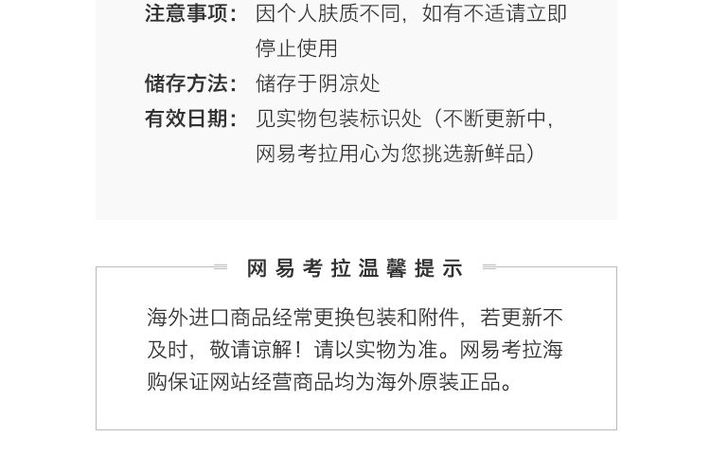 注意事项： 因个人肤质不同，如有不适请立即
停止使用
储存方法： 储存于阴凉处
有效日期： 见实物包装标识处（不断更新中，
网易考拉用心为您挑选新鲜品）
网易考拉温馨提示
海外进口商品经常更换包装和附件，若更新不
及时，敬请谅解！请以实物为准。网易考拉海
购保证网站经营商品均为海外原装正品。